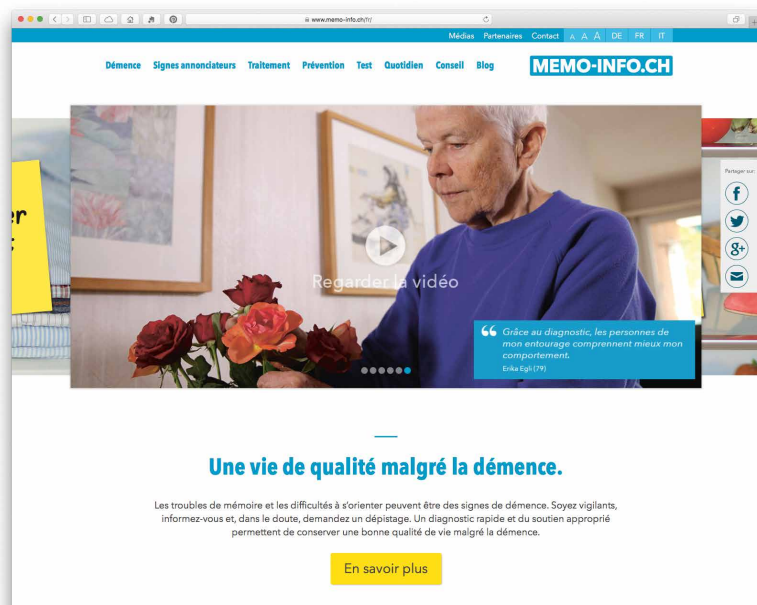 www.memo-info.ch/fr/
Médias Partenaires Contact A A A DE FR IT
Démence Signes annonciateurs Traitement Prévention Test Quotidien Conseil Blog
MEMO-INFO.CH
er
Partager sur:
Regarder la vidéo
Grâce au diagnostic, les personnes de
mon entourage comprennent mieux mon
comportement.
Erika Egli (79)
Une vie de qualité malgré la démence.
Les troubles de mémoire et les difficultés à s'orienter peuvent être des signes de démence. Soyez vigilants,
informez-vous et, dans le doute, demandez un dépistage. Un diagnostic rapide et du soutien approprié
permettent de conserver une bonne qualité de vie malgré la démence.
En savoir plus